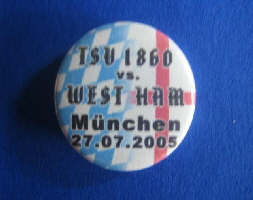 TSV 1860
vs.
WEST HAM
München
27.07.2005